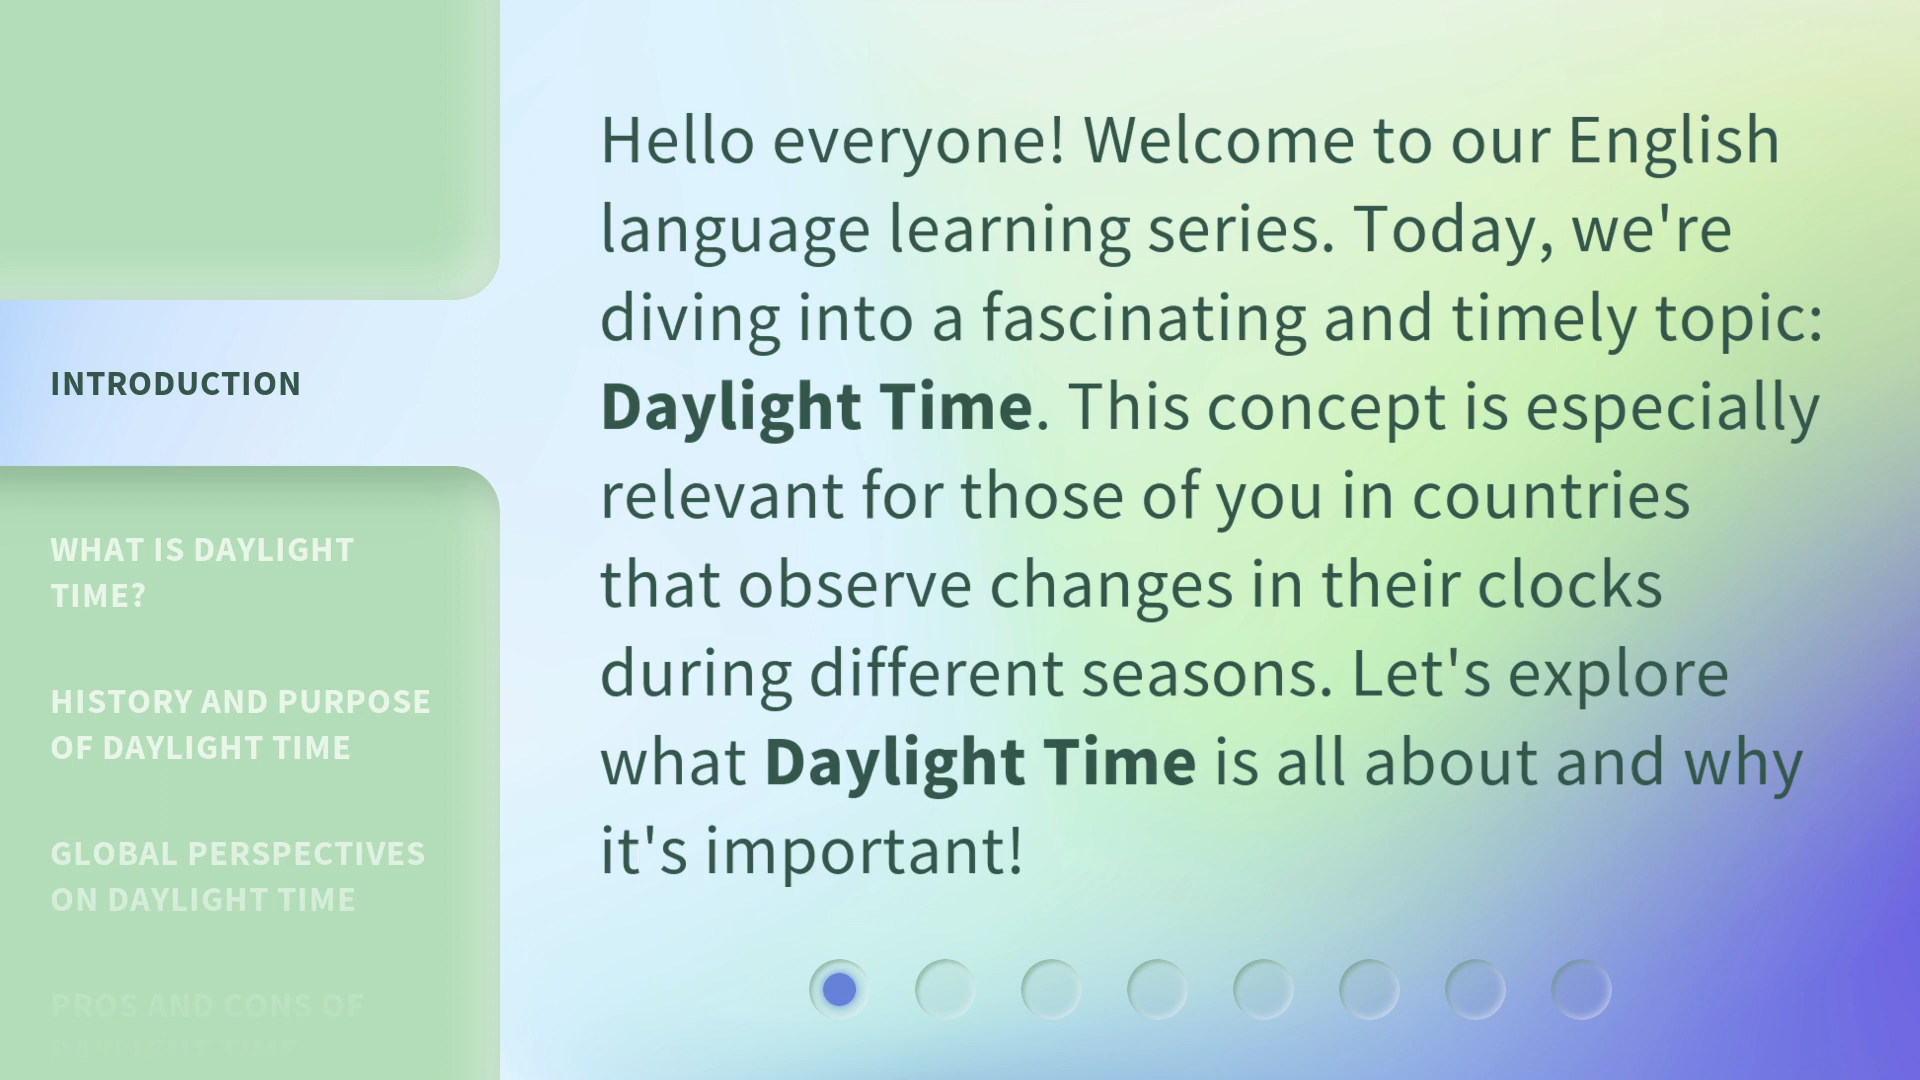 INTRODUCTION
WHAT IS DAYLIGHT
TIME?
HISTORY AND PURPOSE
OF DAYLIGHT TIME
GLOBAL PERSPECTIVES
ON DAYLIGHT TIME
PROS AND CONS OF
DAYLIGHT TIME
Hello everyone! Welcome to our English
language learning series. Today, we're
diving into a fascinating and timely topic:
Daylight Time. This concept is especially
relevant for those of you in countries
that observe changes in their clocks
during different seasons. Let's explore
what Daylight Time is all about and why
it's important!